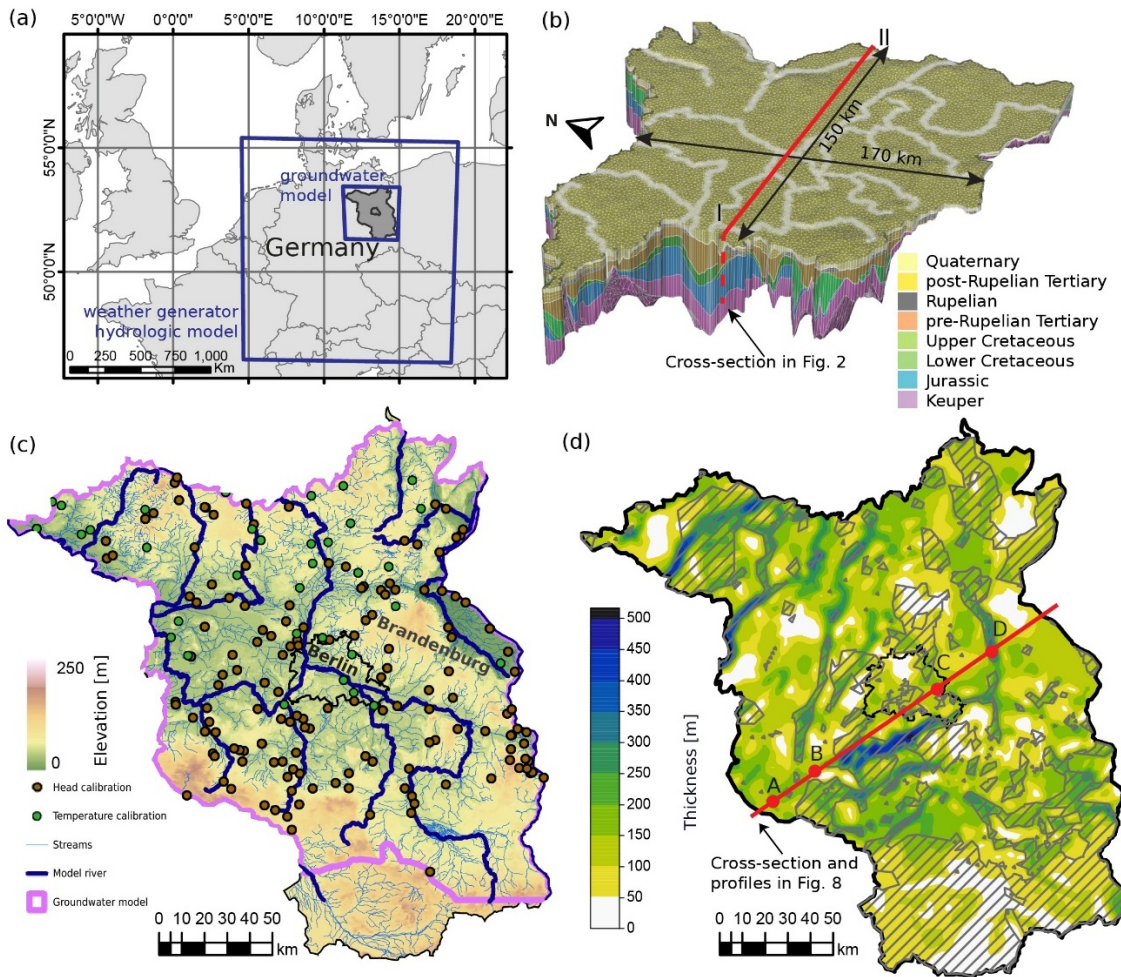 (a)
5°0'0"W 0°0'0" 5°0'0"E 10°0'0"E 15°0'0"E 20°0'0"E
55°0'0"N
50°0'0"N
groundwater
model
Germany
weather generator
hydrologic model
0 250 500 750 1,000
Km
(b)
II
N
150 km
170 km
I
Cross-section in Fig. 2
Quaternary
post-Rupelian Tertiary
Rupelian
pre-Rupelian Tertiary
Upper Cretaceous
Lower Cretaceous
Jurassic
Keuper
(c)
Brandenburg
Berlin
250
0
Elevation [m]
Head calibration
Temperature calibration
Streams
Model river
Groundwater model
0 10 20 30 40 50
km
(d)
D
C
B
A
500
450
400
350
300
250
200
150
100
50
0
Thickness [m]
Cross-section and
profiles in Fig. 8
0 10 20 30 40 50
km